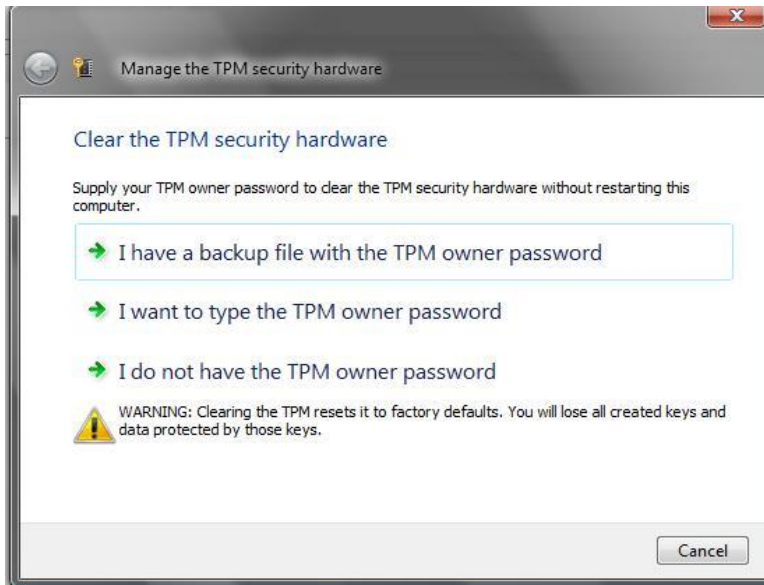 Manage the TPM security hardware
Clear the TPM security hardware
Supply your TPM owner password to clear the TPM security hardware without restarting this
computer.
I have a backup file with the TPM owner password
I want to type the TPM owner password
I do not have the TPM owner password
WARNING: Clearing the TPM resets it to factory defaults. You will lose all created keys and
data protected by those keys.
Cancel